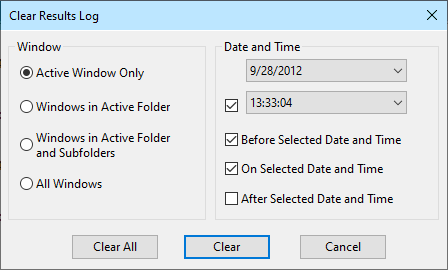 Clear Results Log
Window
Active Window Only
Windows in Active Folder
Windows in Active Folder
and Subfolders
All Windows
Date and Time
9/28/2012
13:33:04
Before Selected Date and Time
On Selected Date and Time
After Selected Date and Time
Clear All
Clear
Cancel